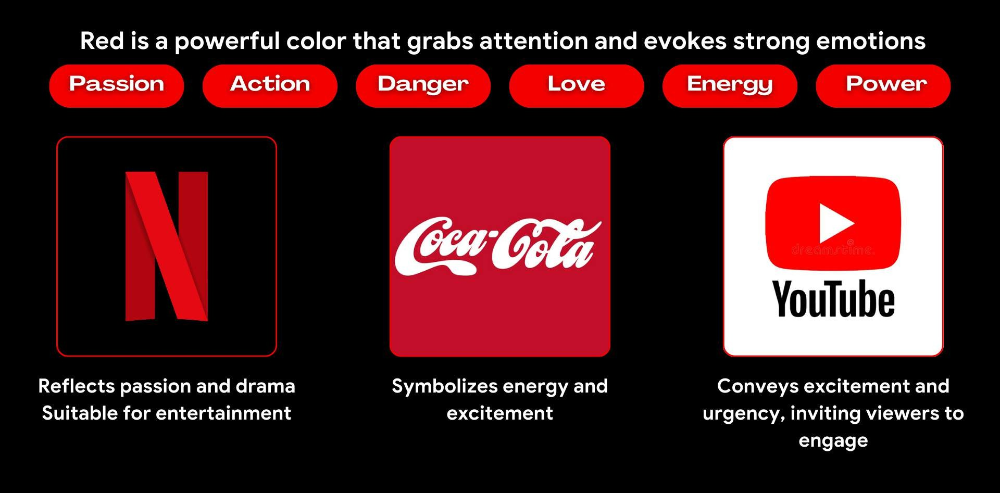 Red is a powerful color that grabs attention and evokes strong emotions
Passion
Action
Danger
Love
Energy
Power
N
Coca-Cola
dreamstime.
YouTube
Reflects passion and drama
Suitable for entertainment
Symbolizes energy and
excitement
Conveys excitement and
urgency, inviting viewers to
engage